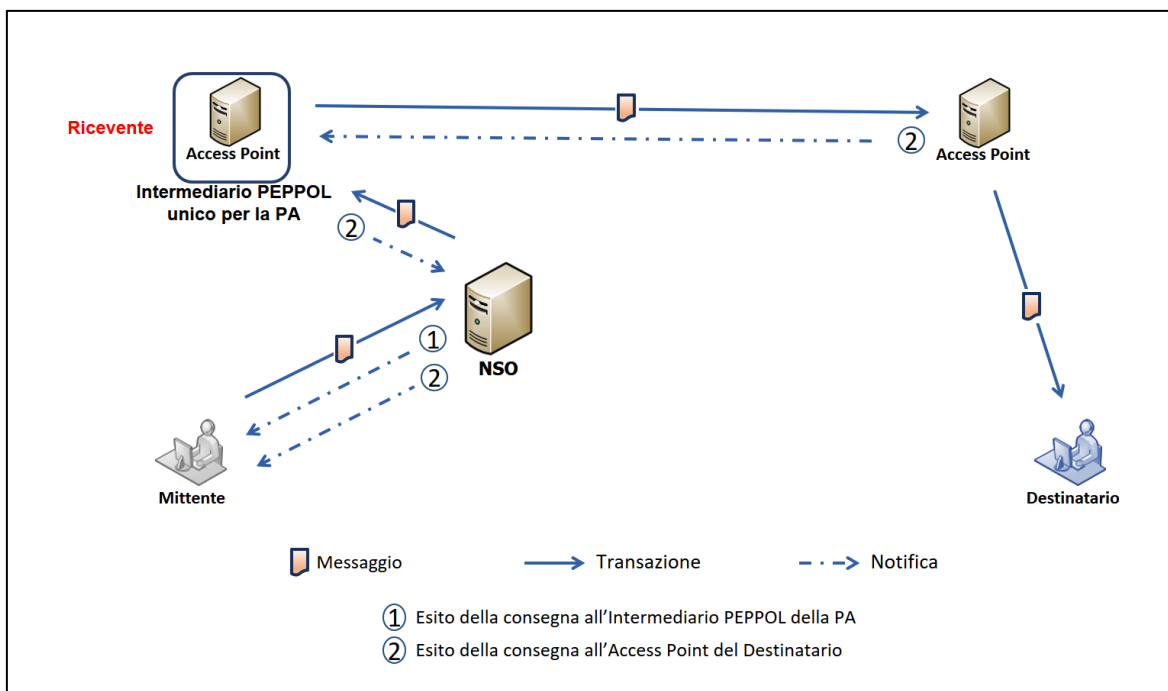 Ricevente
Access Point
Intermediario PEPPOL
unico per la PA
2
Access Point
2
1
2
NSO
Mittente
Destinatario
Messaggio
Transazione
Notifica
1 Esito della consegna all’Intermediario PEPPOL della PA
2 Esito della consegna all’Access Point del Destinatario